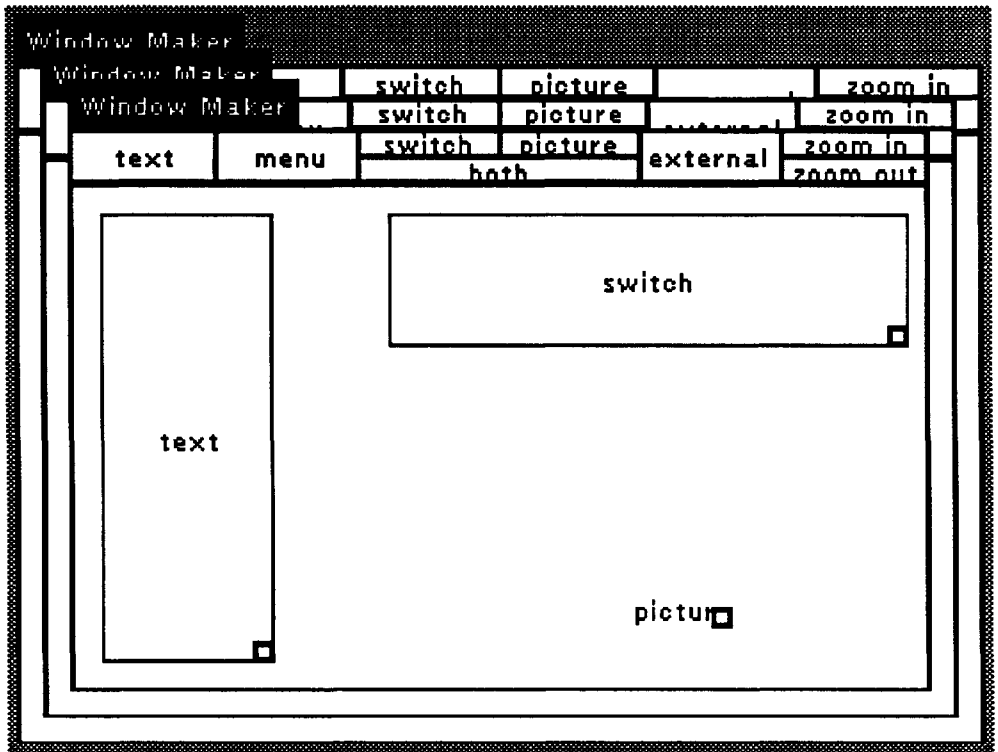 Window Maker
Window Maker
switch picture zoom in
Window Maker
switch picture zoom in
text menu switch picture external zoom in
both zoom out
switch
text
picture